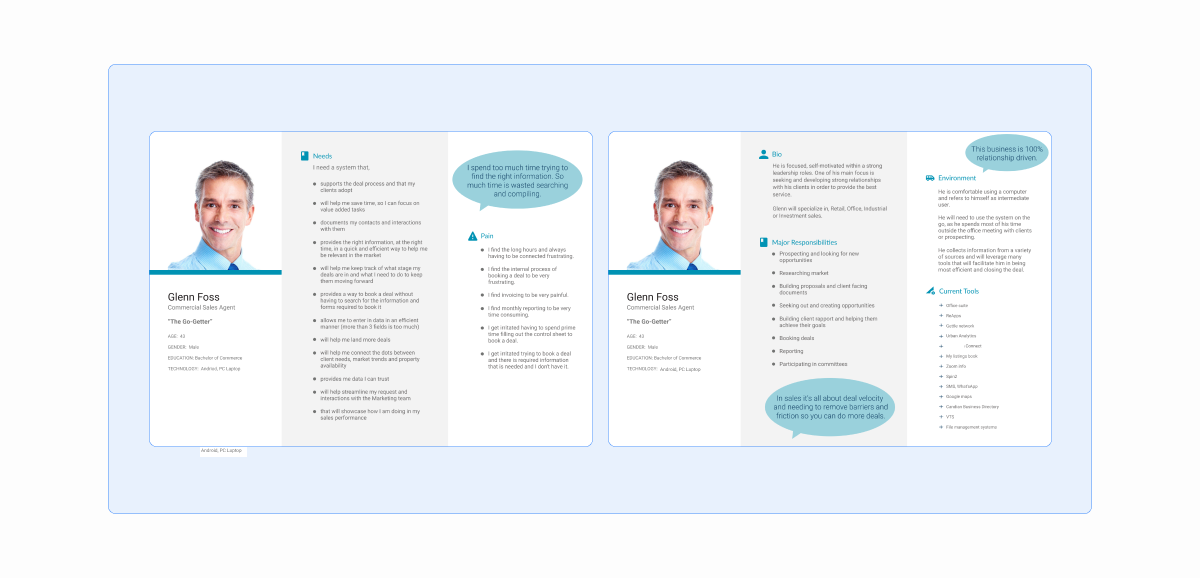 Glenn Foss
Commercial Sales Agent
"The Go-Getter"
AGE: 43
GENDER: Male
EDUCATION: Bachelor of Commerce
TECHNOLOGY: Android, PC Laptop
Android, PC Laptop
Needs
I need a system that,
supports the deal process and that my
clients adopt
will help me save time, so I can focus on
value added tasks
documents my contacts and interactions
with them
provides the right information, at the right
time, in a quick and efficient way to help me
be relevant in the market
will help me keep track of what stage my
deals are in and what I need to do to keep
them moving forward
provides a way to book a deal without
having to search for the information and
forms required to book it
allows me to enter in data in an efficient
manner (more than 3 fields is too much)
will help me land more deals
will help me connect the dots between
client needs, market trends and property
availability
provides me data I can trust
will help streamline my request and
interactions with the Marketing team
that will showcase how I am doing in my
sales performance
I spend too much time trying to
find the right information. So
much time is wasted searching
and compiling.
Pain
I find the long hours and always
having to be connected frustrating.
I find the internal process of
booking a deal to be very
frustrating.
I find invoicing to be very painful.
I find monthly reporting to be very
time consuming.
I get irritated having to spend prime
time filling out the control sheet to
book a deal.
I get irritated trying to book a deal
and there is required information
that is needed and I don't have it.
Glenn Foss
Commercial Sales Agent
"The Go-Getter"
AGE: 43
GENDER: Male
EDUCATION: Bachelor of Commerce
TECHNOLOGY: Android, PC Laptop
Bio
He is focused, self-motivated within a strong
leadership roles. One of his main focus is
seeking and developing strong relationships
with his clients in order to provide the best
service.
Glenn will specialize in, Retail, Office, Industrial
or Investment sales.
Major Responsibilities
Prospecting and looking for new
opportunities
Researching market
Building proposals and client facing
documents
Seeking out and creating opportunities
Building client rapport and helping them
achieve their goals
Booking deals
Reporting
Participating in committees
In sales it's all about deal velocity
and needing to remove barriers and
friction so you can do more deals.
This business is 100%
relationship driven.
Environment
He is comfortable using a computer
and refers to himself as intermediate
user.
He will need to use the system on the
go, as he spends most of his time
outside the office meeting with clients
or prospecting.
He collects information from a variety
of sources and will leverage many
tools that will facilitate him in being
most efficient and closing the deal.
Current Tools
Office suite
network
Urban Analytics
Connect
My listings book
Zoom info
SMS, WhatsApp
Google maps
Business Directory
VTS
File management systems